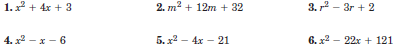 1. x² + 4x + 3 2. m² + 12m + 32 3. r² − 3r + 2
4. x² − x − 6 5. x² − 4x − 21 6. x² − 22x + 121